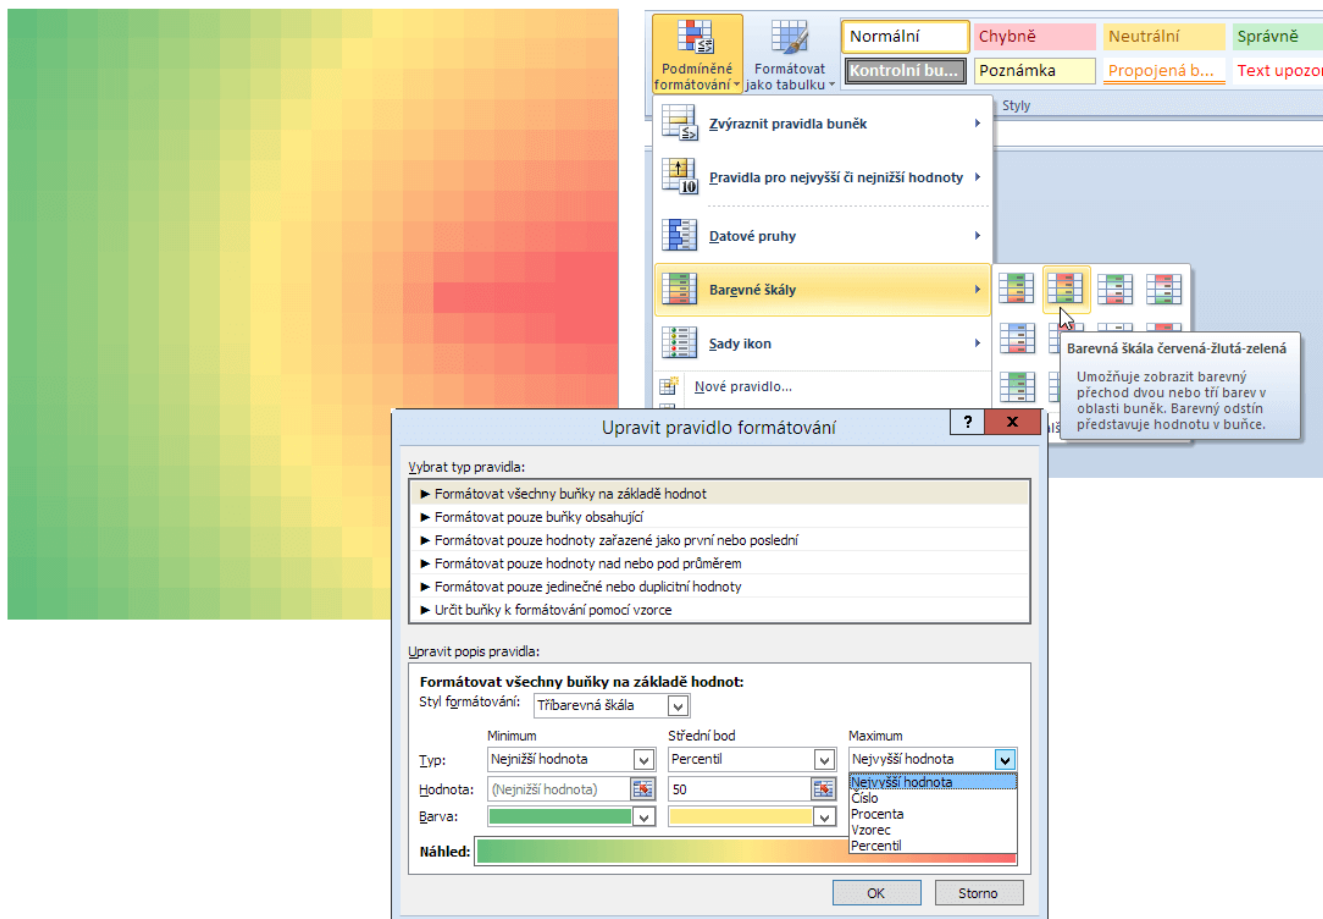 Podmíněné
formátování
Formátovat
jako tabulku
Normální
Chybně
Neutrální
Správně
Kontrolní bu...
Poznámka
Propojená b...
Text upozor
Styly
Zvýraznit pravidla buněk
Pravidla pro nejvyšší či nejnižší hodnoty
10
Datové pruhy
Barevné škály
Sady ikon
Nové pravidlo...
Barevná škála červená-žlutá-zelená
Umožňuje zobrazit barevný
přechod dvou nebo tří barev v
oblasti buněk. Barevný odstín
představuje hodnotu v buňce.
Upravit pravidlo formátování
? x
Vybrat typ pravidla:
► Formátovat všechny buňky na základě hodnot
► Formátovat pouze buňky obsahující
► Formátovat pouze hodnoty zařazené jako první nebo poslední
► Formátovat pouze hodnoty nad nebo pod průměrem
► Formátovat pouze jedinečné nebo duplicitní hodnoty
► Určit buňky k formátování pomocí vzorce
Upravit popis pravidla:
Formátovat všechny buňky na základě hodnot:
Styl formátování: Tříbarevná škála
Minimum Střední bod Maximum
Typ: Nejnižší hodnota Percentil Nejvyšší hodnota
Nejvyšší hodnota
Hodnota: (Nejnižší hodnota) 50
Číslo
Procenta
Barva:
Vzorec
Percentil
Náhled:
OK Storno